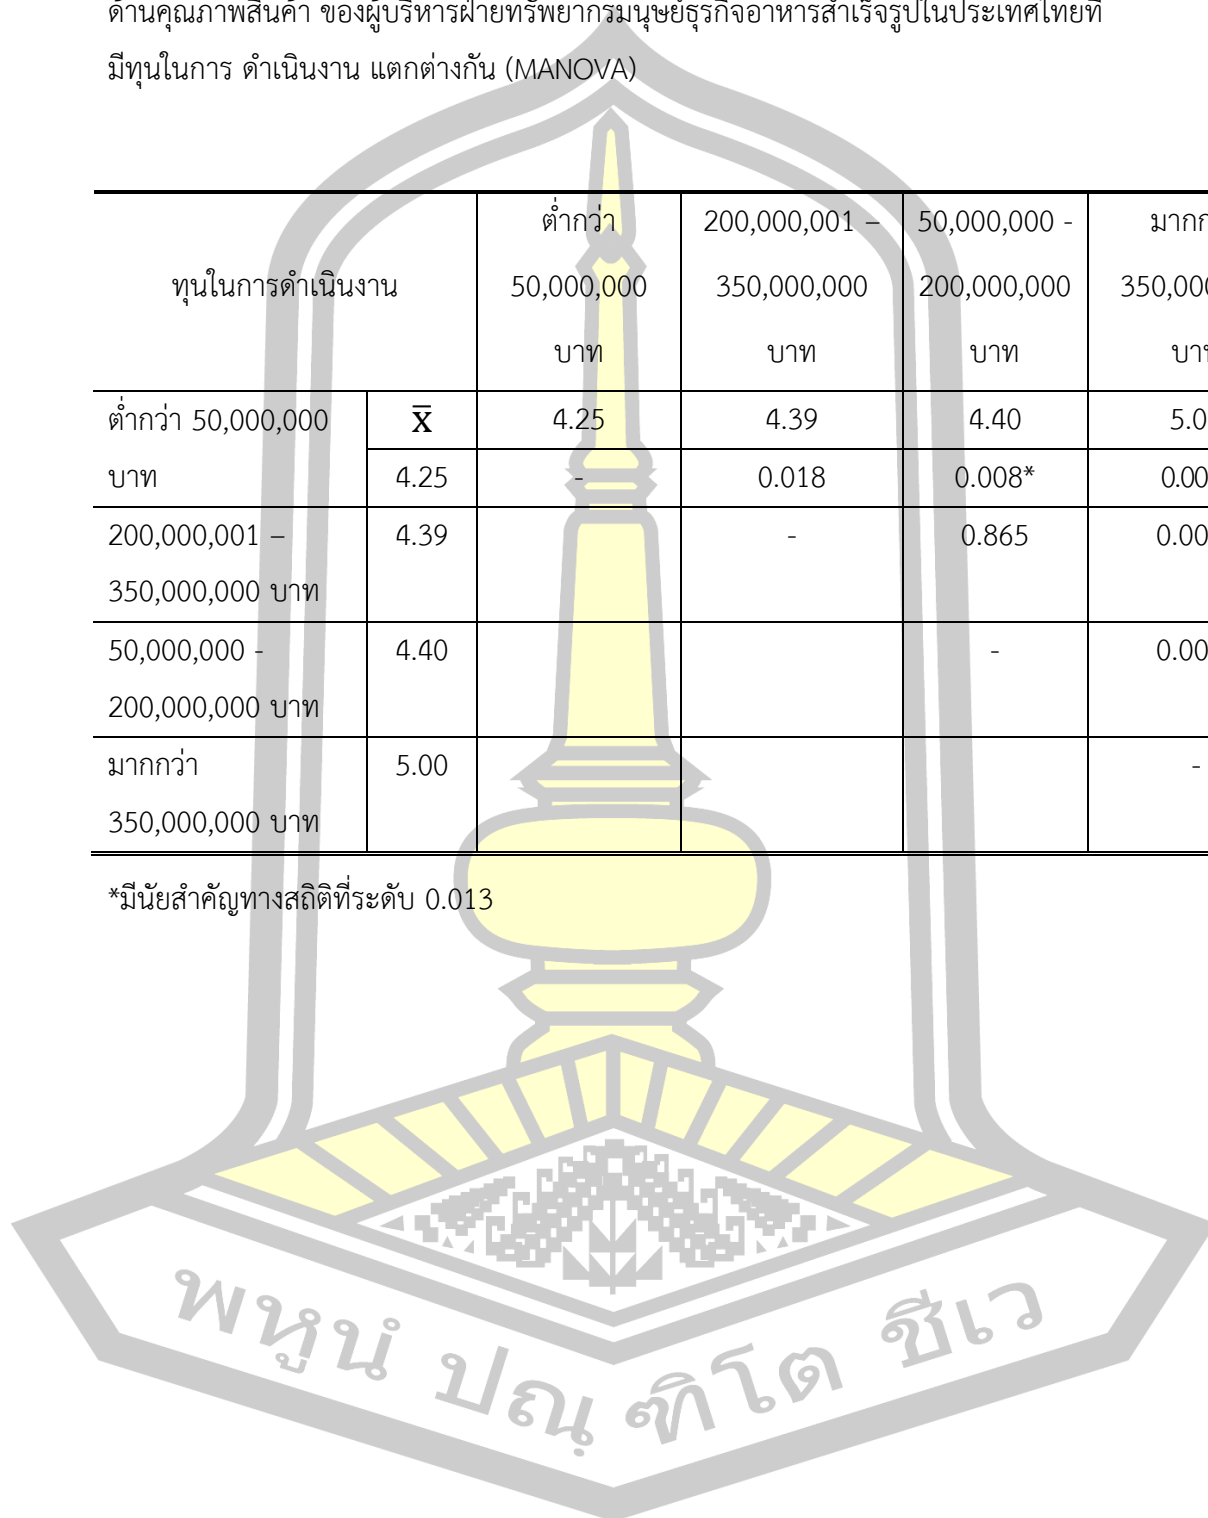 ด้านคุณภาพสินค้า ของผู้บริหารฝ่ายทรัพยากรมนุษย์ธุรกิจอาหารสำเร็จรูปในประเทศไทยที่
มีทุนในการ ดำเนินงาน แตกต่างกัน (MANOVA)
ทุนในการดำเนินงาน
ต่ำกว่า
50,000,000
บาท
200,000,001 –
350,000,000
บาท
50,000,000 -
200,000,000
บาท
ต่ำกว่า 50,000,000 x̄ 4.25 4.39 4.40
บาท 4.25 - 0.018 0.008*
200,000,001 – 4.39 - 0.865
350,000,000 บาท
50,000,000 - 4.40 -
200,000,000 บาท
มากกว่า 5.00 -
350,000,000 บาท
*มีนัยสำคัญทางสถิติที่ระดับ 0.013
พหูนํ ปณฺฑิโต ชีเว